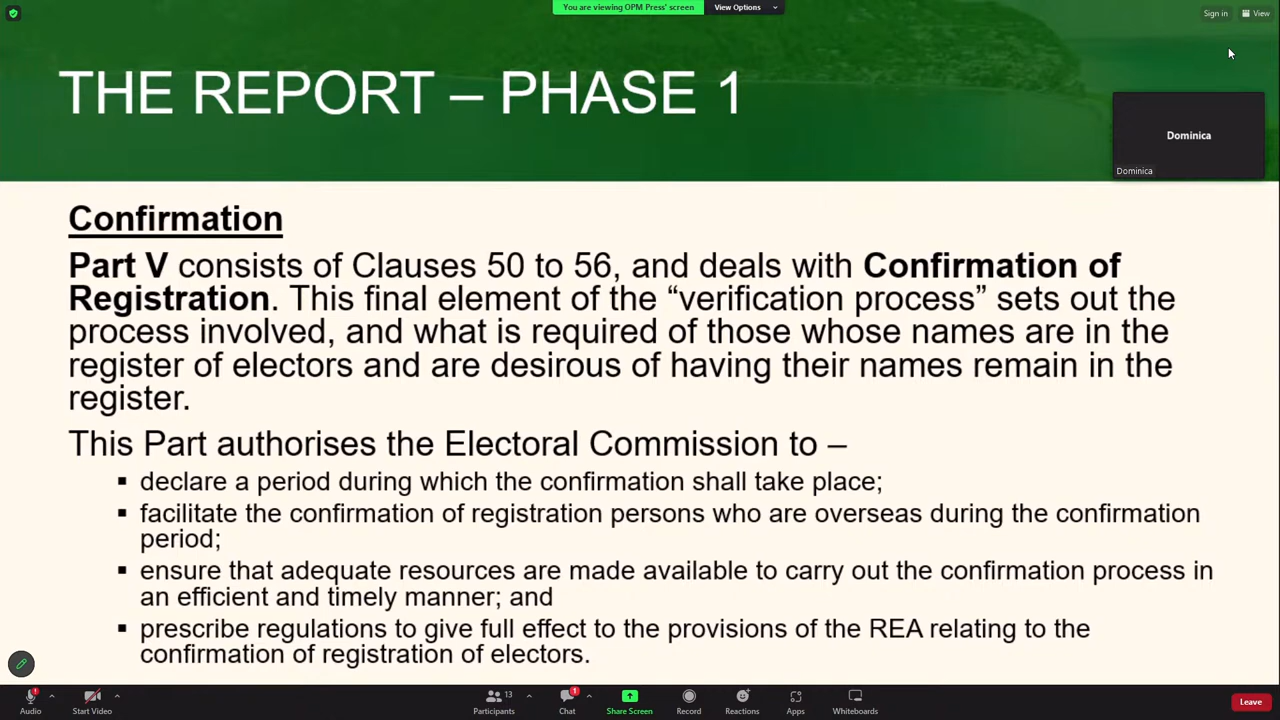 You are viewing OPM Press' screen
View Options
Sign in
View
THE REPORT – PHASE 1
Dominica
Dominica
Confirmation
Part V consists of Clauses 50 to 56, and deals with Confirmation of
Registration. This final element of the “verification process” sets out the
process involved, and what is required of those whose names are in the
register of electors and are desirous of having their names remain in the
register.
This Part authorises the Electoral Commission to –
▪ declare a period during which the confirmation shall take place;
▪ facilitate the confirmation of registration persons who are overseas during the confirmation
period;
▪ ensure that adequate resources are made available to carry out the confirmation process in
an efficient and timely manner; and
▪ prescribe regulations to give full effect to the provisions of the REA relating to the
confirmation of registration of electors.
13
1
Audio
Start Video
Participants
Chat
Share Screen
Record
Reactions
Apps
Whiteboards
Leave